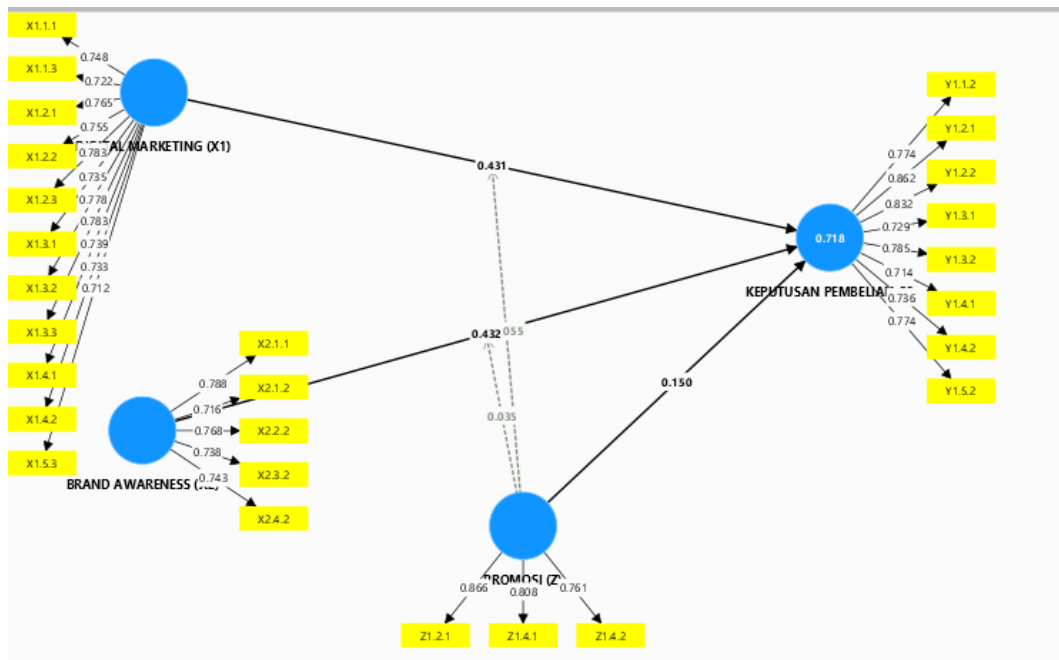 X1.1.1
X1.1.3
X1.2.1
X1.2.2
X1.2.3
X1.3.1
X1.3.2
X1.3.3
X1.4.1
X1.4.2
X1.5.3
0.748
0.722
0.765
0.755
0.783
0.735
0.778
0.783
0.739
0.733
0.712
MARKETING (X1)
0.431
0.432
055
0.035
0.150
X2.1.1
X2.1.2
X2.2.2
X2.3.2
X2.4.2
0.788
0.716
0.768
0.738
0.743
BRAND AWARENESS
PROMOSI (Z)
0.866
0.808
0.761
Z1.2.1
Z1.4.1
Z1.4.2
0.718
KEPUTUSAN
0.774
0.862
0.832
0.729
0.785
0.714
0.736
0.774
Y1.1.2
Y1.2.1
Y1.2.2
Y1.3.1
Y1.3.2
Y1.4.1
Y1.4.2
Y1.5.2